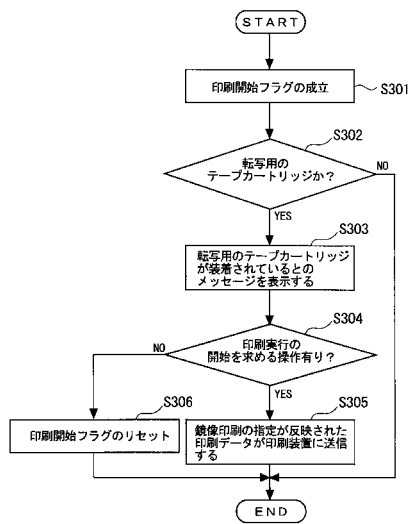 START
印刷開始フラグの成立
S301
S302
転写用の
テープカートリッジか?
NO
YES
S303
転写用のテープカートリッジ
が装着されているとの
メッセージを表示する
S304
印刷実行の
開始を求める操作有り?
NO
YES
S306
印刷開始フラグのリセット
S305
鏡像印刷の指定が反映された
印刷データが印刷装置に送信
する
END